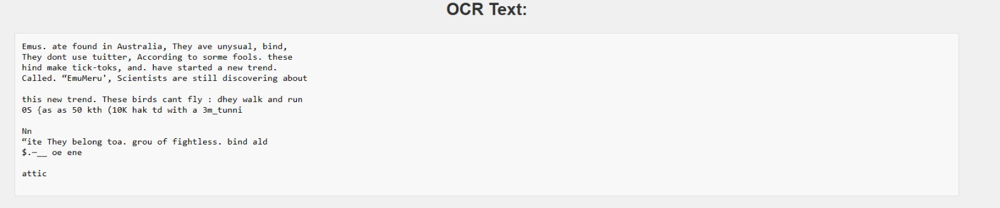 OCR Text:
Emus. ate found in Australia, They ave unysual, bind,
They dont use tuitter, According to sorme fools. these
hind make tick-toks, and. have started a new trend.
Called. “EmuMeru', Scientists are still discovering about
this new trend. These birds cant fly : dhey walk and run
0S {as as 50 kth (10K hak td with a 3m_tunni
Nn
“ite They belong toa. grou of fightless. bind ald
$.—__ oe ene
attic